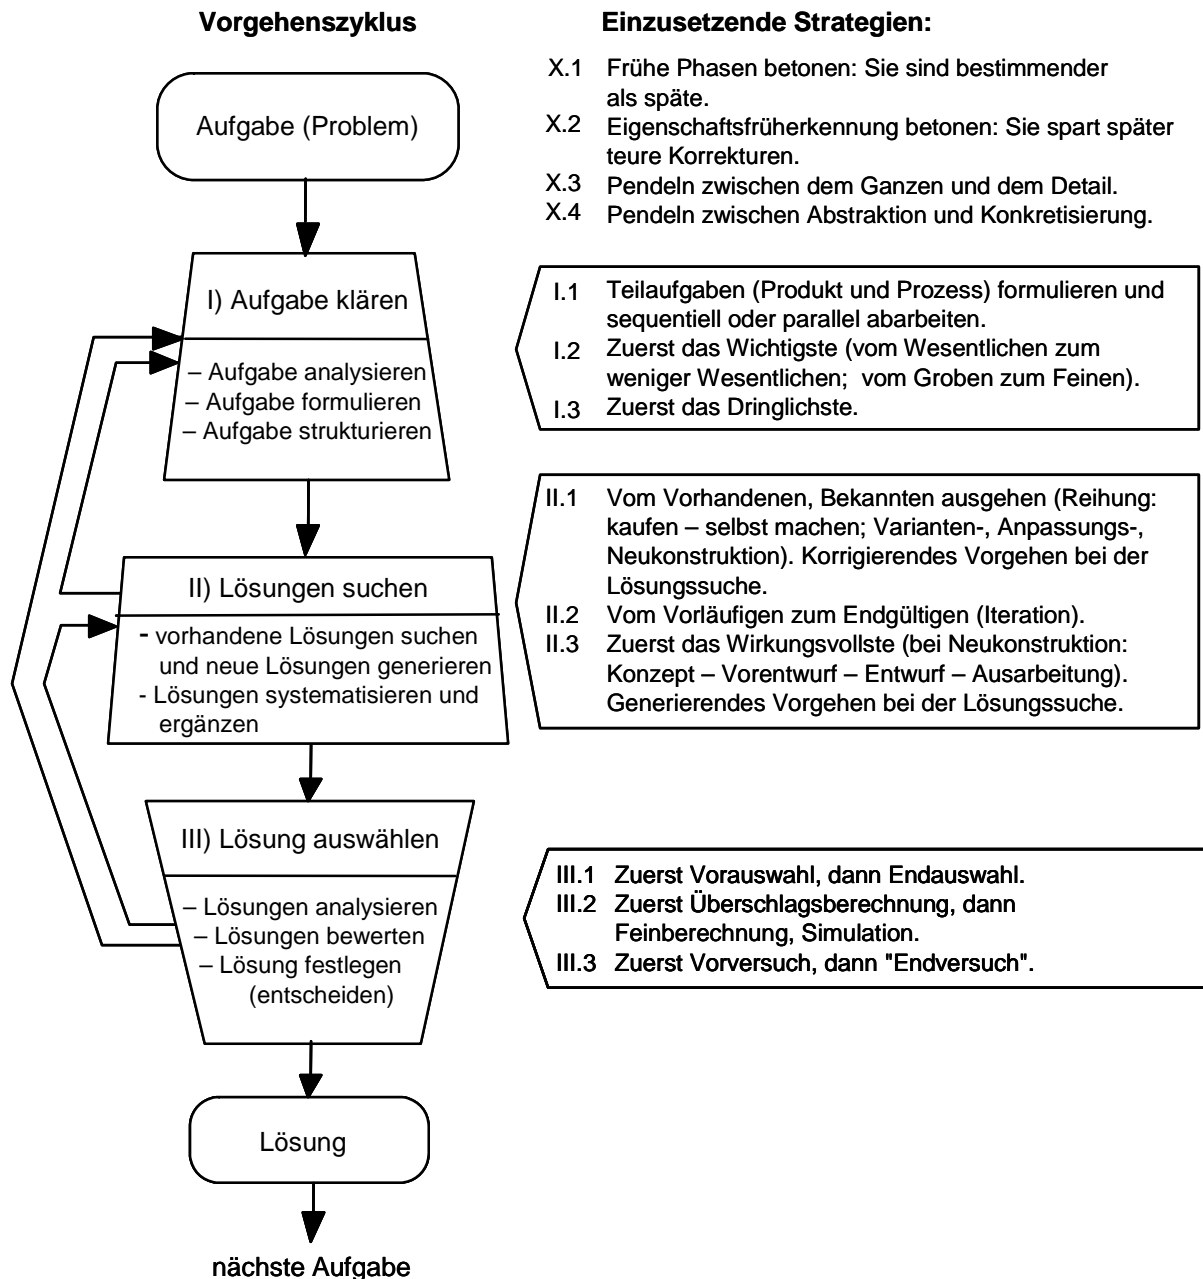 Vorgehenszyklus
Einzusetzende Strategien:
X.1 Frühe Phasen betonen: Sie sind bestimmender
als späte.
X.2 Eigenschaftsfrüherkennung betonen: Sie spart später
teure Korrekturen.
X.3 Pendeln zwischen dem Ganzen und dem Detail.
X.4 Pendeln zwischen Abstraktion und Konkretisierung.
Aufgabe (Problem)
I) Aufgabe klären
– Aufgabe analysieren
– Aufgabe formulieren
– Aufgabe strukturieren
I.1 Teilaufgaben (Produkt und Prozess) formulieren und
sequentiell oder parallel abarbeiten.
I.2 Zuerst das Wichtigste (vom Wesentlichen zum
weniger Wesentlichen; vom Groben zum Feinen).
I.3 Zuerst das Dringlichste.
II) Lösungen suchen
- vorhandene Lösungen suchen
und neue Lösungen generieren
- Lösungen systematisieren und
ergänzen
II.1 Vom Vorhandenen, Bekannten ausgehen (Reihung:
kaufen – selbst machen; Varianten-, Anpassungs-,
Neukonstruktion). Korrigierendes Vorgehen bei der
Lösungssuche.
II.2 Vom Vorläufigen zum Endgültigen (Iteration).
II.3 Zuerst das Wirkungsvollste (bei Neukonstruktion:
Konzept – Vorentwurf – Entwurf – Ausarbeitung).
Generierendes Vorgehen bei der Lösungssuche.
III) Lösung auswählen
– Lösungen analysieren
– Lösungen bewerten
– Lösung festlegen
(entscheiden)
III.1 Zuerst Vorauswahl, dann Endauswahl.
III.2 Zuerst Überschlagsberechnung, dann
Feinberechnung, Simulation.
III.3 Zuerst Vorversuch, dann "Endversuch".
Lösung
nächste Aufgabe